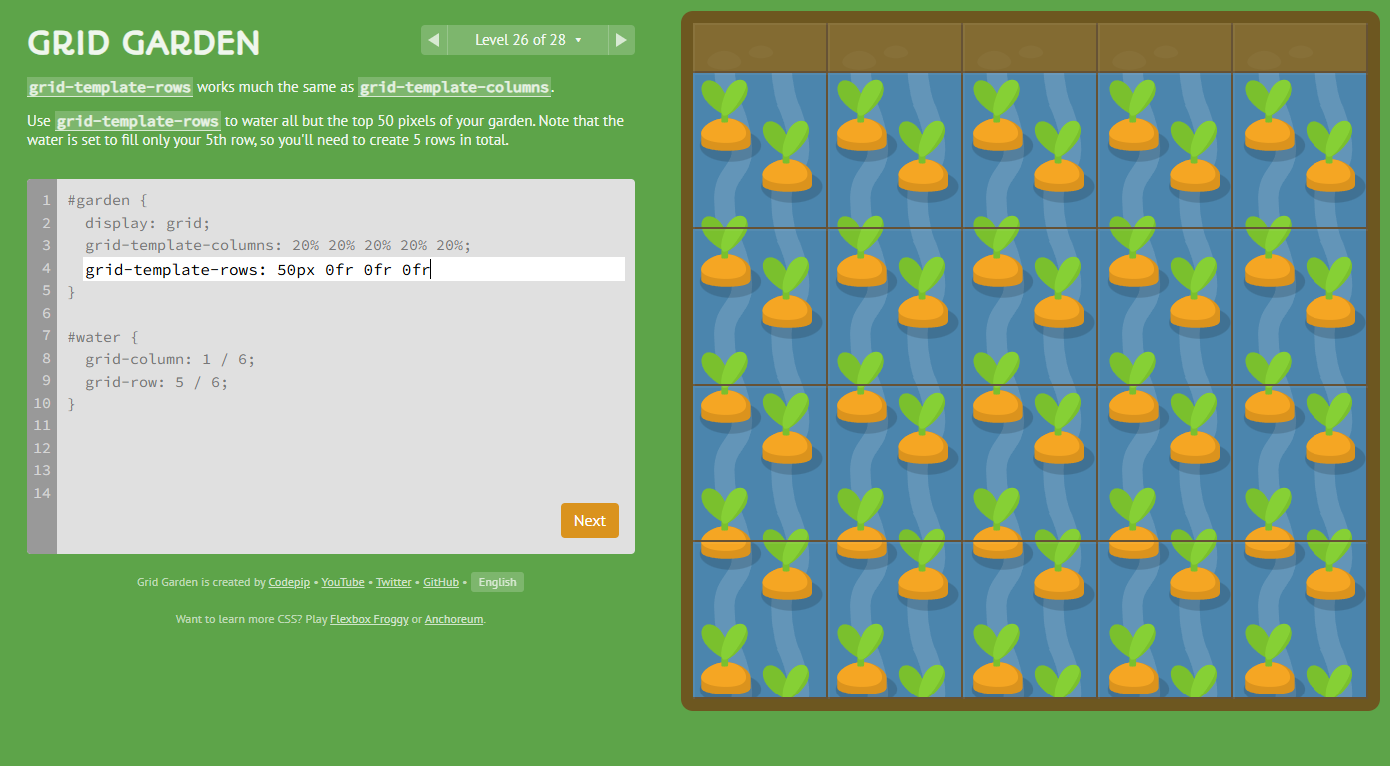 GRID GARDEN
Level 26 of 28
grid-template-rows works much the same as grid-template-columns.
Use grid-template-rows to water all but the top 50 pixels of your garden. Note that the
water is set to fill only your 5th row, so you'll need to create 5 rows in total.
1 #garden {
2 display: grid;
3 grid-template-columns: 20% 20% 20% 20% 20%;
4 grid-template-rows: 50px 0fr 0fr 0fr
5 }
6
7 #water {
8 grid-column: 1 / 6;
9 grid-row: 5 / 6;
10 }
11
12
13
14
Next
Grid Garden is created by Codepip • YouTube • Twitter • GitHub • English
Want to learn more CSS? Play Flexbox Froggy or Anchoreum.